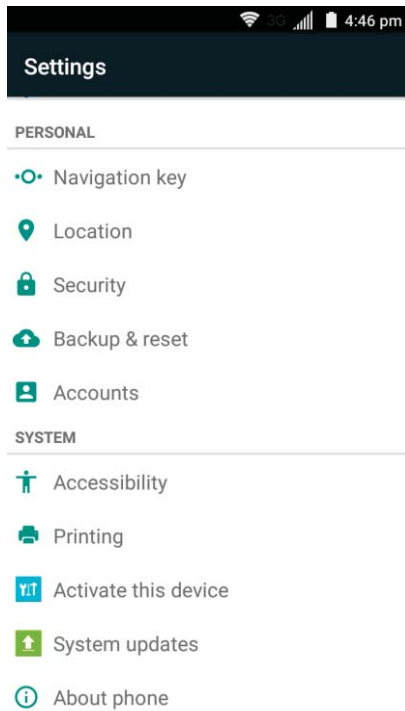 3G 4:46 pm
Settings
PERSONAL
Navigation key
Location
Security
Backup & reset
Accounts
SYSTEM
Accessibility
Printing
Activate this device
System updates
About phone